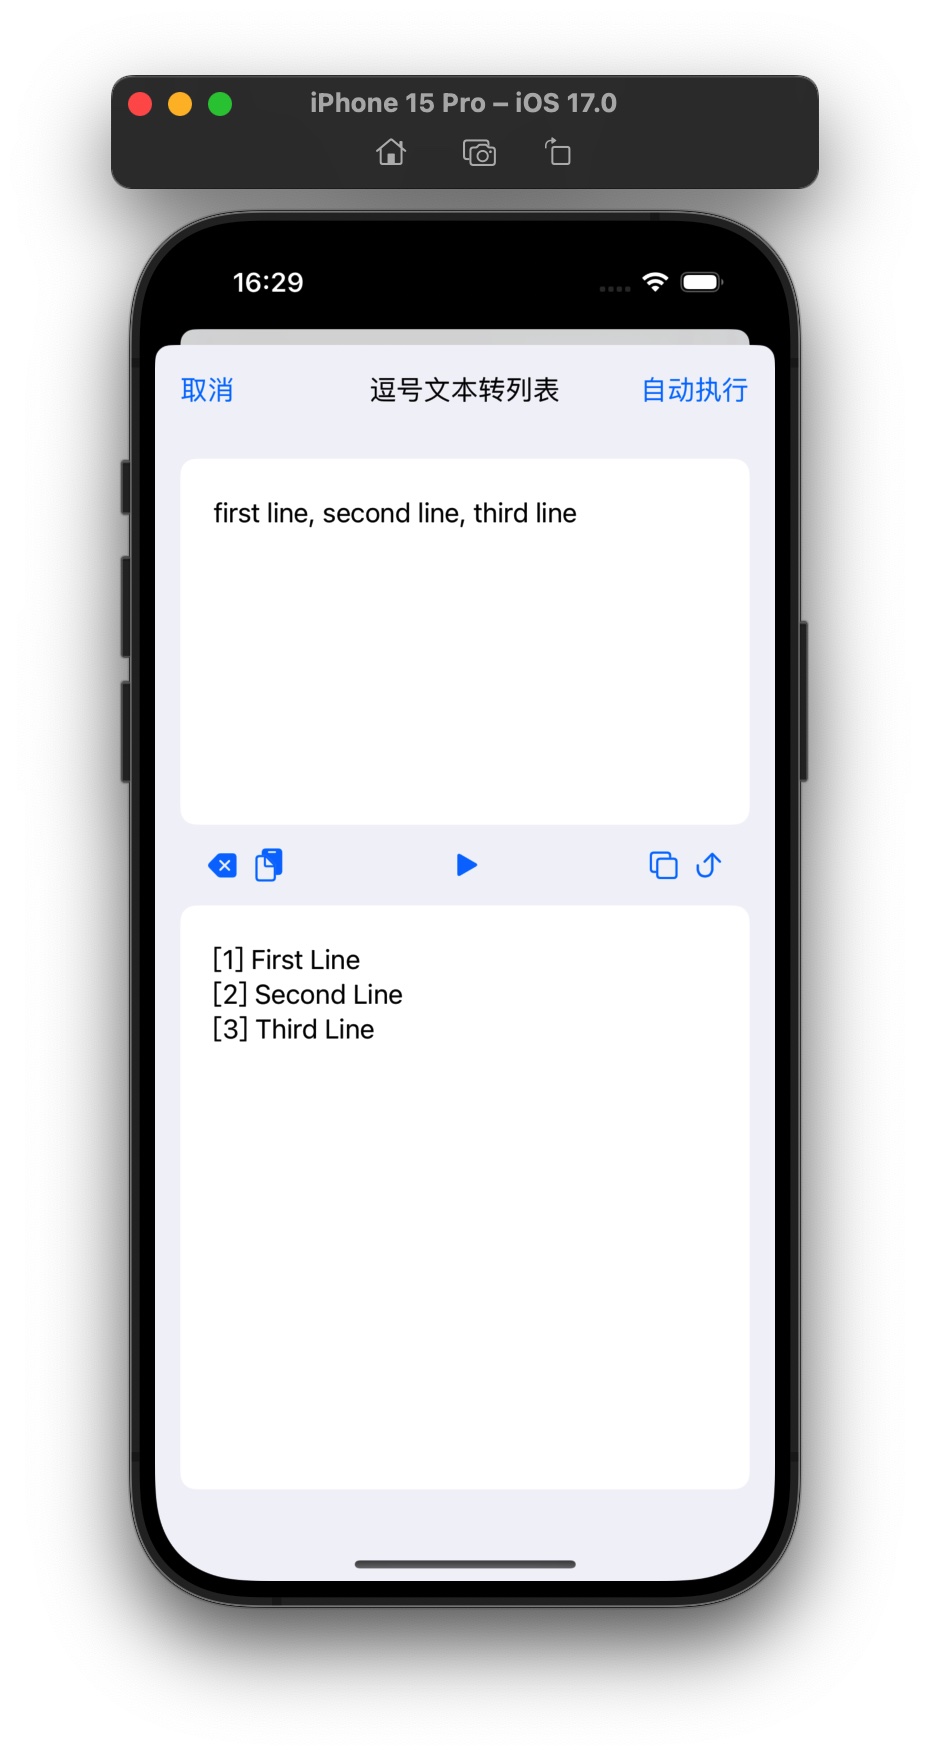 iPhone 15 Pro – iOS 17.0
16:29
取消 逗号文本转列表 自动执行
first line, second line, third line
[1] First Line
[2] Second Line
[3] Third Line